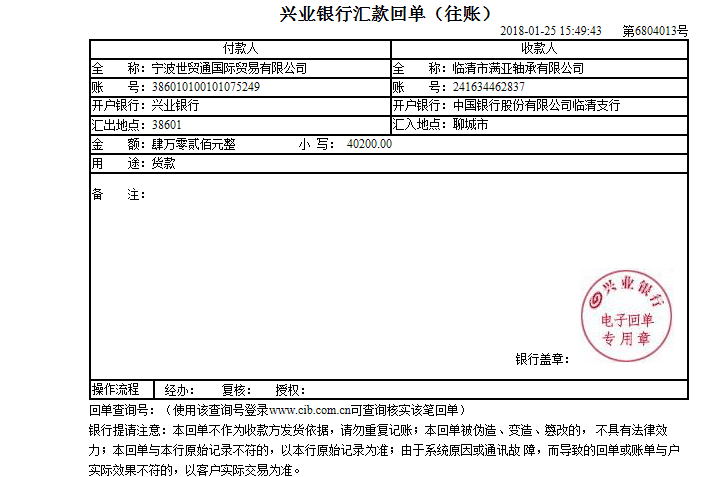 兴业银行汇款回单（往账）
2018-01-25 15:49:43 第6804013号
付款人 收款人
全 称：宁波世贸通国际贸易有限公司 全 称：临清市满亚轴承有限公司
账 号：386010100101075249 账 号：241634462837
开户银行：兴业银行 开户银行：中国银行股份有限公司临清支行
汇出地点：38601 汇入地点：聊城市
金 额：肆万零贰佰元整 小 写： 40200.00
用 途：货款
备 注：
兴业银行
电子回单
专用章
银行盖章：
操作流程 经办： 复核： 授权：
回单查询号：（使用该查询号登录www.cib.com.cn可查询核实该笔回单）
银行提请注意：本回单不作为收款方发货依据，请勿重复记账；本回单被伪造、变造、篡改的， 不具有法律效
力；本回单与本行原始记录不符的，以本行原始记录为准；由于系统原因或通讯故 障，而导致的回单或账单与户
实际效果不符的，以客户实际交易为准。